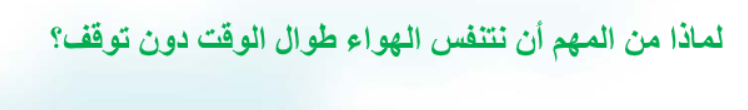 لماذا من المهم أن نتنفس الهواء طوال الوقت دون توقف؟